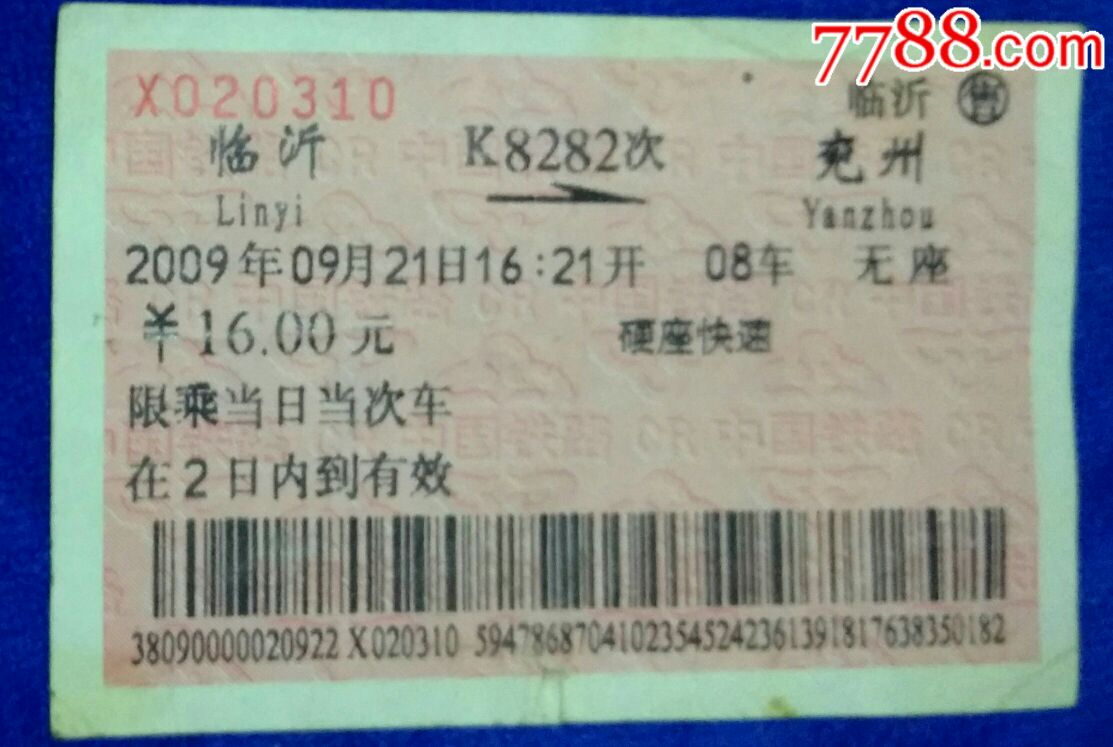 7788.com
X020310
临沂 售
临沂 K8282次 兖州
Linyi Yanzhou
2009年09月21日16:21开 08车 无座
¥16.00元 硬座快速
限乘当日当次车
在2日内到有效
38090000020922 X020310 5947868704102354524236139181763835​0182